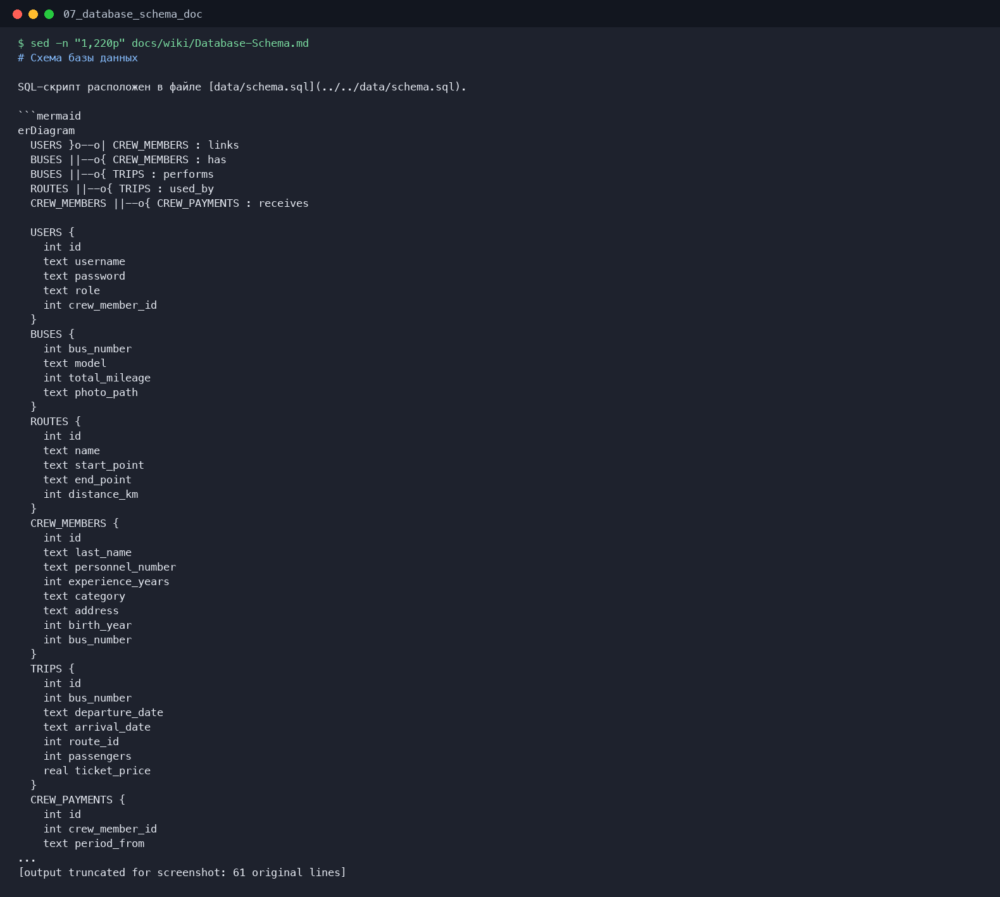 07_database_schema_doc
$ sed -n "1,220p" docs/wiki/Database-Schema.md
# Схема базы данных

SQL-скрипт расположен в файле [data/schema.sql](../../data/schema.sql).

```mermaid
erDiagram
  USERS }o--o| CREW_MEMBERS : links
  BUSES ||--o{ CREW_MEMBERS : has
  BUSES ||--o{ TRIPS : performs
  ROUTES ||--o{ TRIPS : used_by
  CREW_MEMBERS ||--o{ CREW_PAYMENTS : receives

  USERS {
    int id
    text username
    text password
    text role
    int crew_member_id
  }
  BUSES {
    int bus_number
    text model
    int total_mileage
    text photo_path
  }
  ROUTES {
    int id
    text name
    text start_point
    text end_point
    int distance_km
  }
  CREW_MEMBERS {
    int id
    text last_name
    text personnel_number
    int experience_years
    text category
    text address
    int birth_year
    int bus_number
  }
  TRIPS {
    int id
    int bus_number
    text departure_date
    text arrival_date
    int route_id
    int passengers
    real ticket_price
  }
  CREW_PAYMENTS {
    int id
    int crew_member_id
    text period_from
...
[output truncated for screenshot: 61 original lines]